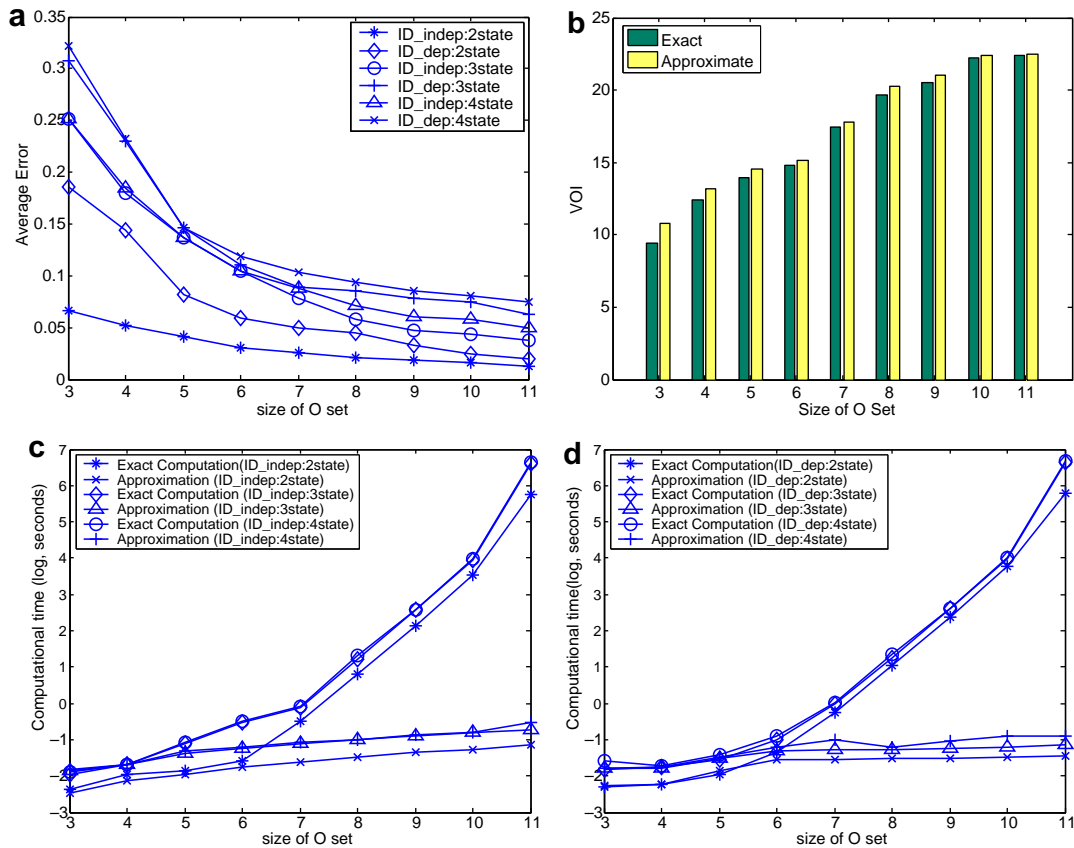 a
0.35
0.3
0.25
0.2
0.15
0.1
0.05
0
Average Error
ID_indep:2state
ID_dep:2state
ID_indep:3state
ID_dep:3state
ID_indep:4state
ID_dep:4state
3 4 5 6 7 8 9 10 11
size of O set
b
25
20
15
10
5
0
VOI
Exact
Approximate
3 4 5 6 7 8 9 10 11
Size of O Set
c
7
6
5
4
3
2
1
0
−1
−2
−3
Computational time (log, seconds)
Exact Computation(ID_indep:2state)
Approximation (ID_indep:2state)
Exact Computation (ID_indep:3state)
Approximation (ID_indep:3state)
Exact Computation (ID_indep:4state)
Approximation (ID_indep:4state)
3 4 5 6 7 8 9 10 11
size of O set
d
7
6
5
4
3
2
1
0
−1
−2
−3
Computational time(log, seconds)
Exact Computation(ID_dep:2state)
Approximation (ID_dep:2state)
Exact Computation (ID_dep:3state)
Approximation (ID_dep:3state)
Exact Computation (ID_dep:4state)
Approximation (ID_dep:4state)
3 4 5 6 7 8 9 10 11
size of O set